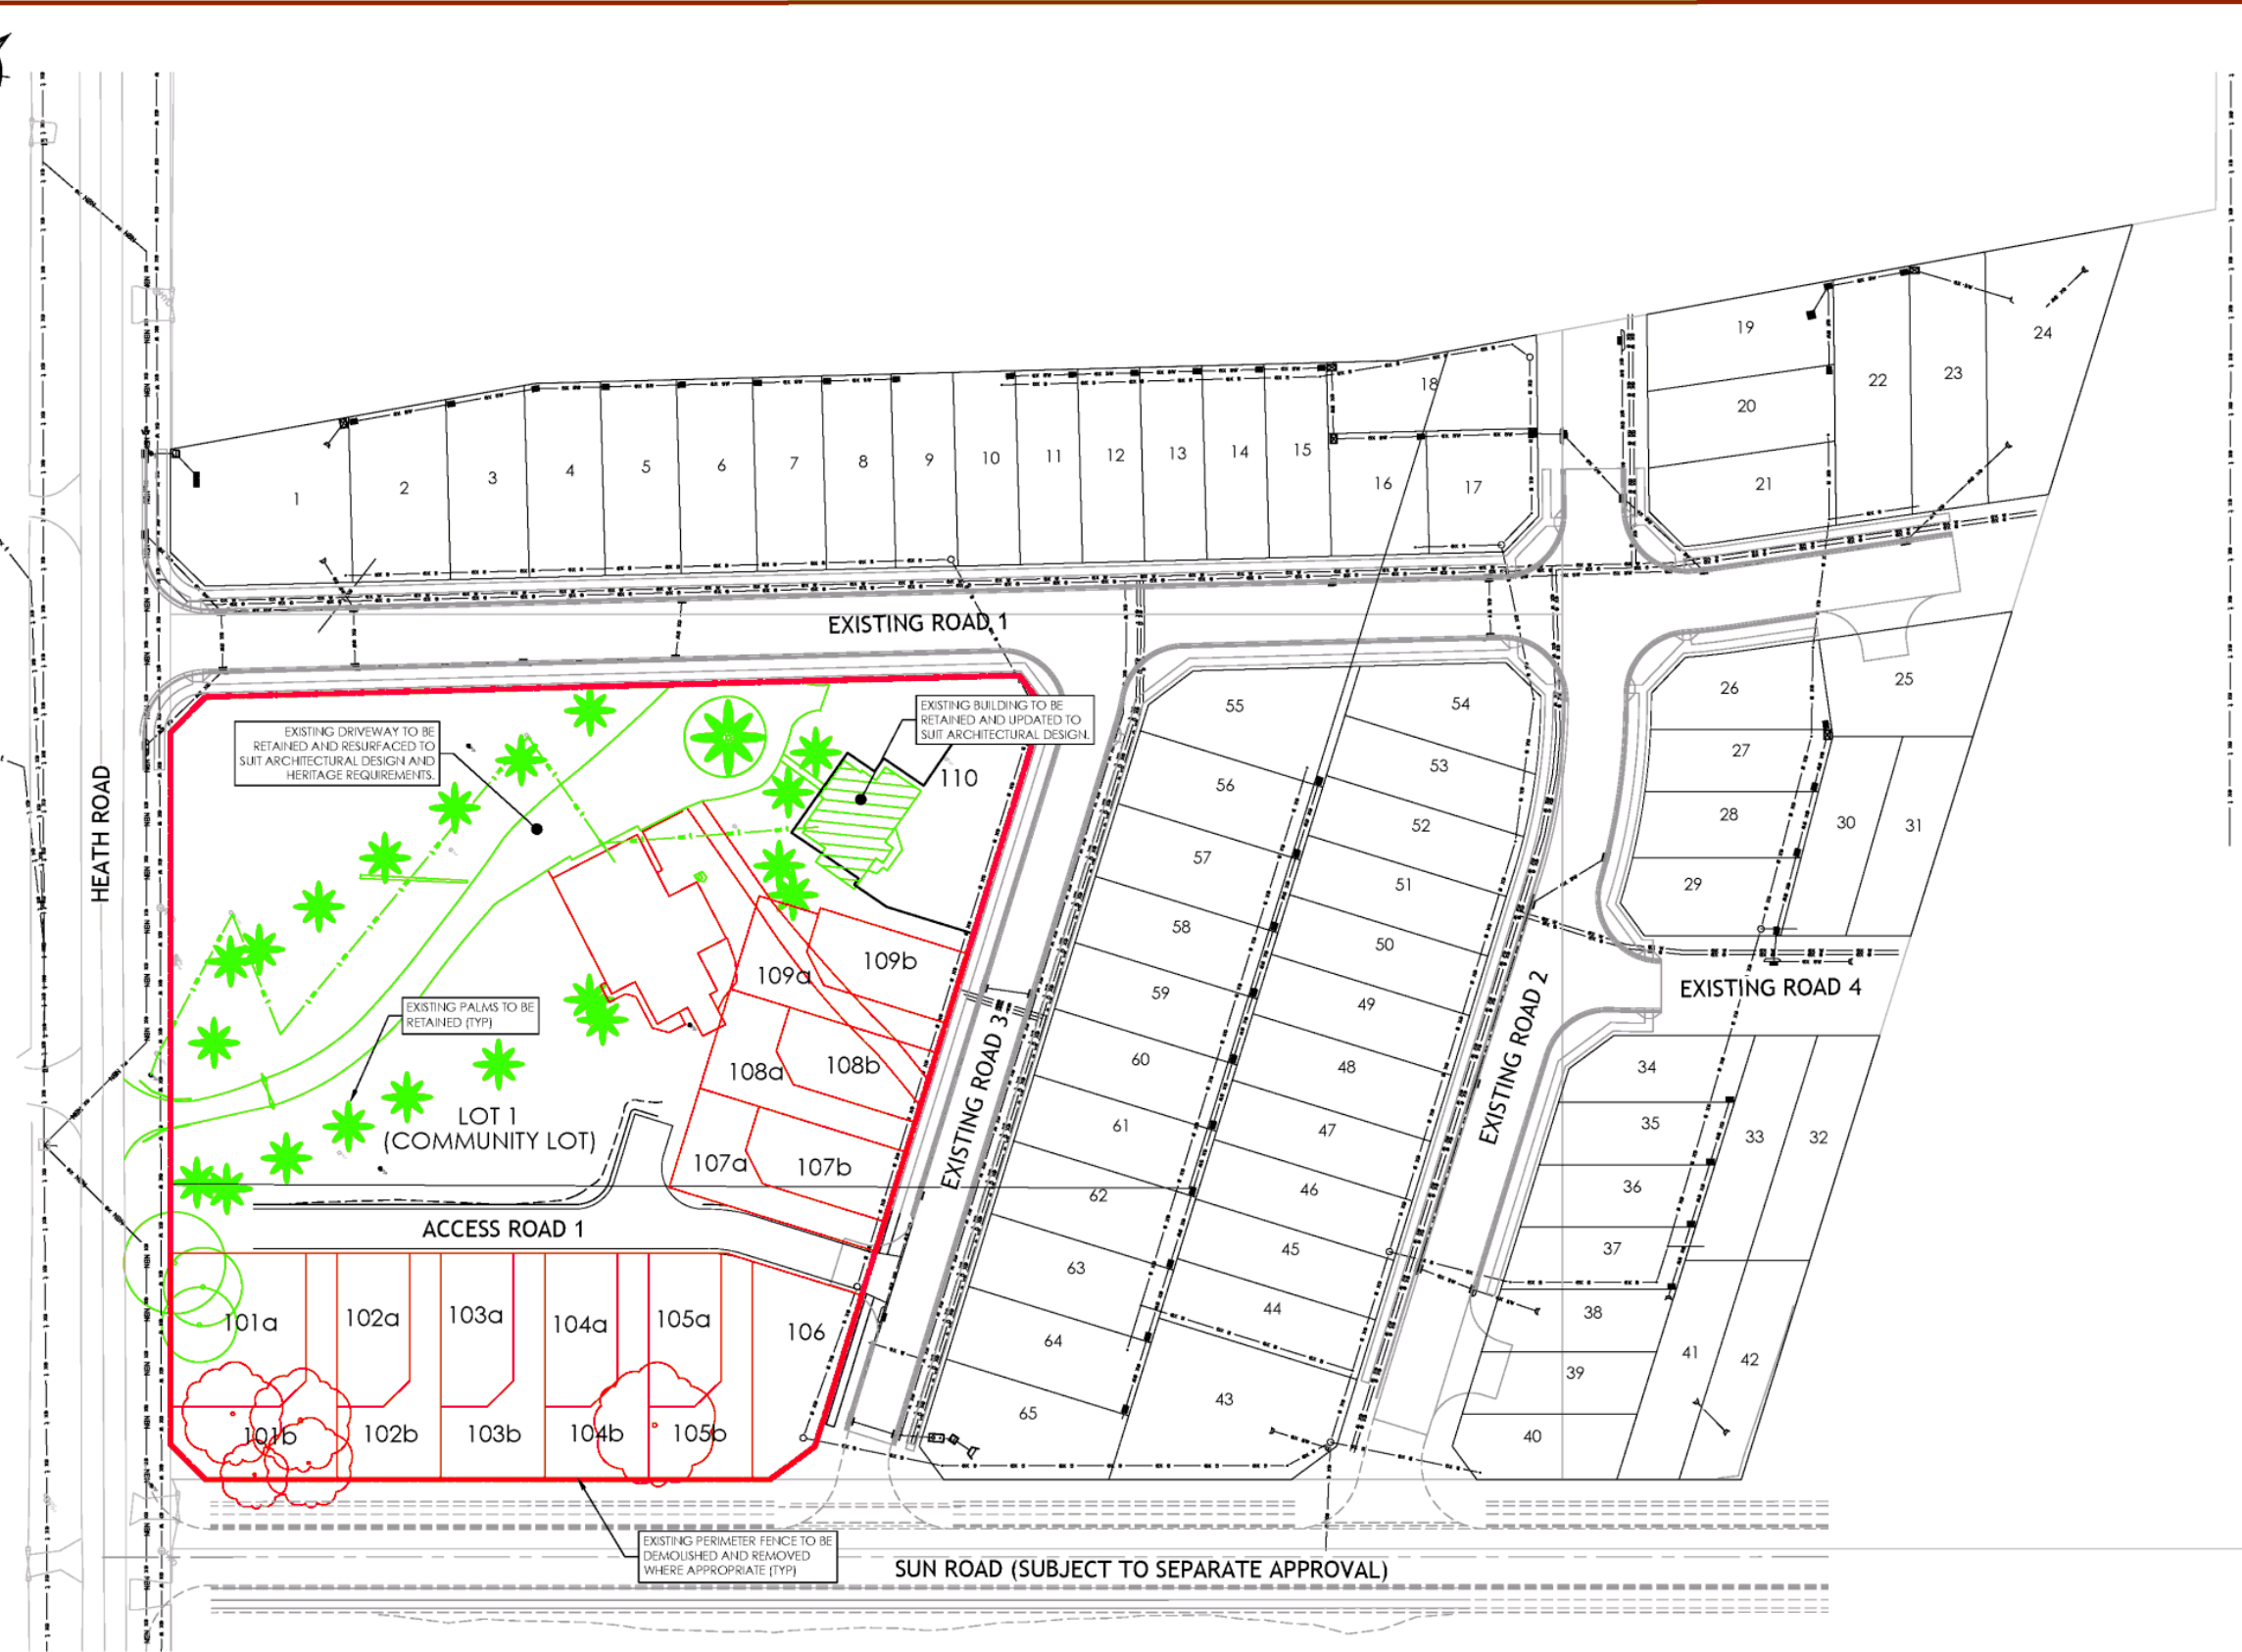 1
2
3
4
5
6
7
8
9
10
11
12
13
14
15
16
17
18
19
20
21
22
23
24
EXISTING ROAD 1
HEATH ROAD
EXISTING DRIVEWAY TO BE
RETAINED AND RESURFACED TO
SUIT ARCHITECTURAL DESIGN AND
HERITAGE REQUIREMENTS.
EXISTING BUILDING TO BE
RETAINED AND UPDATED TO
SUIT ARCHITECTURAL DESIGN.
110
109a
109b
108a
108b
107a
107b
EXISTING PALMS TO BE
RETAINED (TYP)
LOT 1
(COMMUNITY LOT)
ACCESS ROAD 1
101a
102a
103a
104a
105a
106
101b
102b
103b
104b
105b
EXISTING ROAD 3
55
56
57
58
59
60
61
62
63
64
65
54
53
52
51
50
49
48
47
46
45
44
43
EXISTING ROAD 2
25
26
27
28
29
30
31
EXISTING ROAD 4
34
35
36
37
38
39
40
33
32
41
42
EXISTING PERIMETER FENCE TO BE
DEMOLISHED AND REMOVED
WHERE APPROPRIATE (TYP)
SUN ROAD (SUBJECT TO SEPARATE APPROVAL)